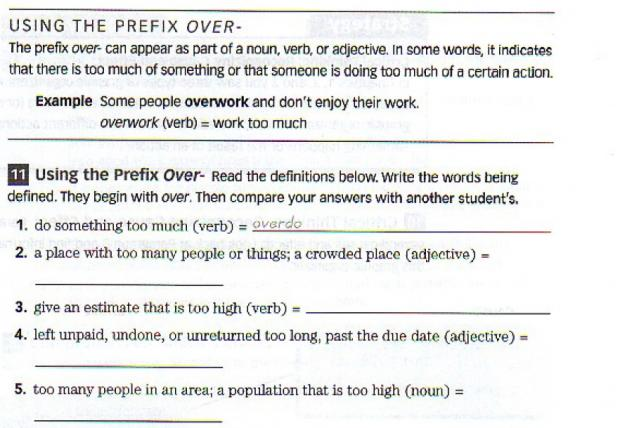 USING THE PREFIX OVER-
The prefix over- can appear as part of a noun, verb, or adjective. In some words, it indicates
that there is too much of something or that someone is doing too much of a certain action.
Example Some people overwork and don't enjoy their work.
overwork (verb) = work too much
11 Using the Prefix Over- Read the definitions below. Write the words being
defined. They begin with over. Then compare your answers with another student's.
1. do something too much (verb) = overdo
2. a place with too many people or things; a crowded place (adjective) =
3. give an estimate that is too high (verb) =
4. left unpaid, undone, or unreturned too long, past the due date (adjective) =
5. too many people in an area; a population that is too high (noun) =